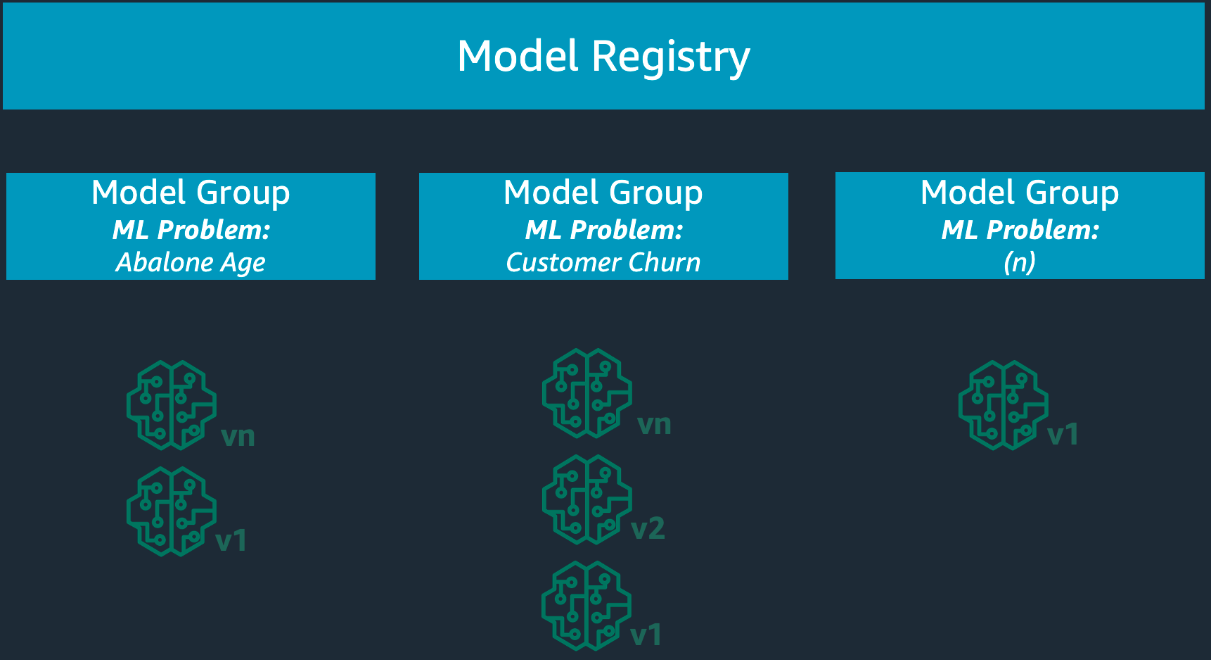 Model Registry
Model Group
ML Problem:
Abalone Age
Model Group
ML Problem:
Customer Churn
Model Group
ML Problem:
(n)
vn
v1
vn
v2
v1
v1